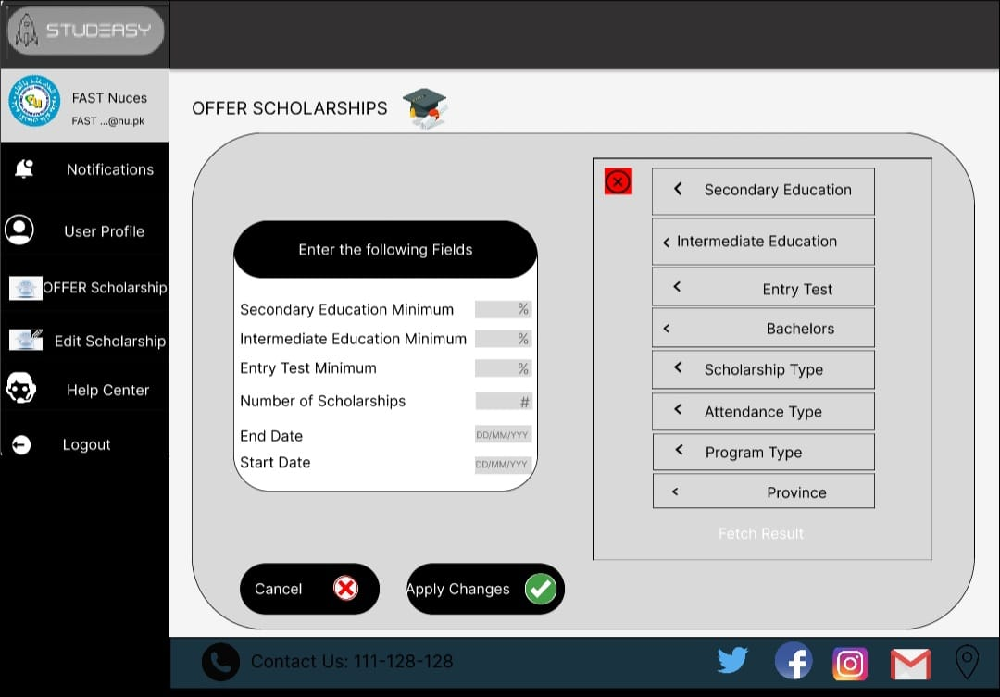 STUDEASY
FAST Nuces
FAST ...@nu.pk
Notifications
User Profile
OFFER Scholarship
Edit Scholarship
Help Center
Logout
OFFER SCHOLARSHIPS
Enter the following Fields
Secondary Education Minimum %
Intermediate Education Minimum %
Entry Test Minimum %
Number of Scholarships #
End Date DD/MM/YYY
Start Date DD/MM/YYY
Cancel
Apply Changes
< Secondary Education
< Intermediate Education
< Entry Test
< Bachelors
< Scholarship Type
< Attendance Type
< Program Type
< Province
Fetch Result
Contact Us: 111-128-128